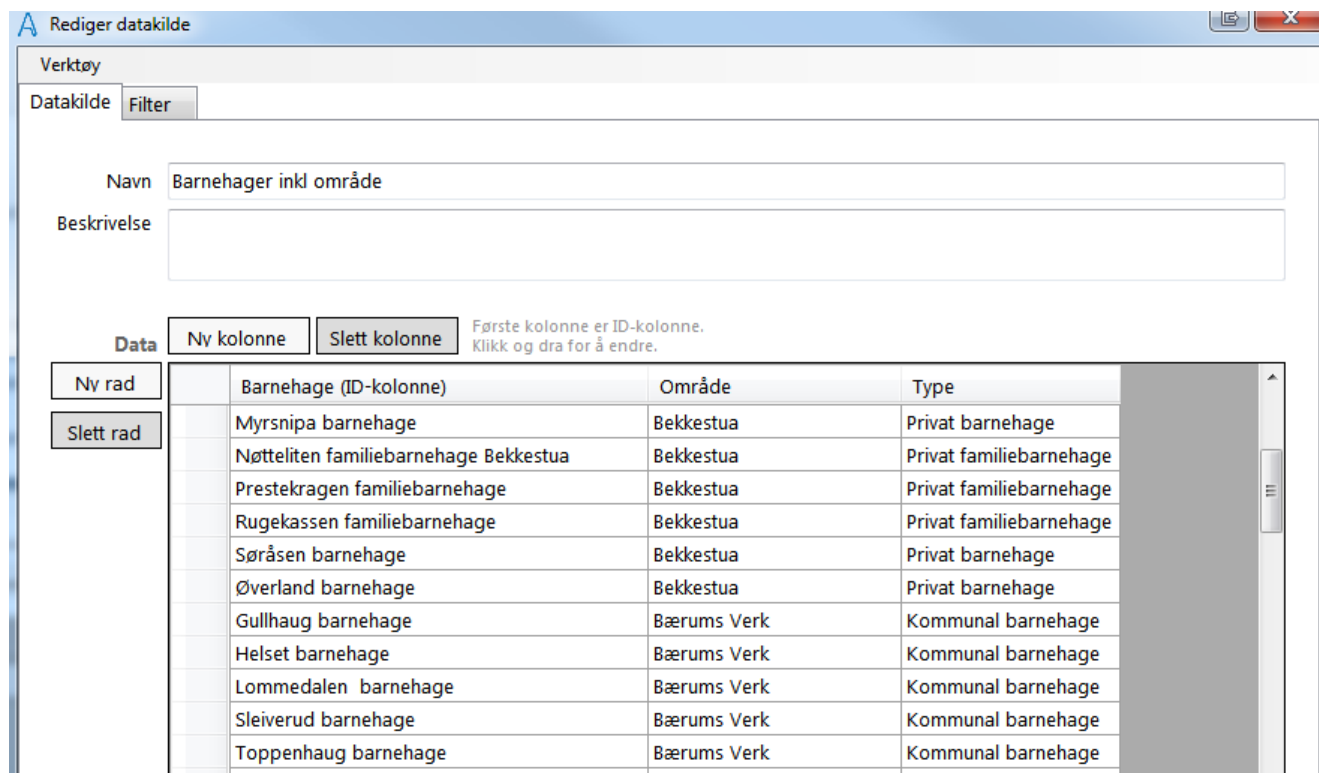 Rediger datakilde
Verktøy
Datakilde Filter
Navn Barnehager inkl område
Beskrivelse
Data Ny kolonne Slett kolonne Første kolonne er ID-kolonne.
Klikk og dra for å endre.
Ny rad Barnehage (ID-kolonne) Område Type
Slett rad Myrsnipa barnehage Bekkestua Privat barnehage
Nøtteliten familiebarnehage Bekkestua Bekkestua Privat familiebarnehage
Prestekragen familiebarnehage Bekkestua Privat familiebarnehage
Rugekassen familiebarnehage Bekkestua Privat familiebarnehage
Søråsen barnehage Bekkestua Privat barnehage
Øverland barnehage Bekkestua Privat barnehage
Gullhaug barnehage Bærums Verk Kommunal barnehage
Helset barnehage Bærums Verk Kommunal barnehage
Lommedalen  barnehage Bærums Verk Kommunal barnehage
Sleiverud barnehage Bærums Verk Kommunal barnehage
Toppenhaug barnehage Bærums Verk Kommunal barnehage